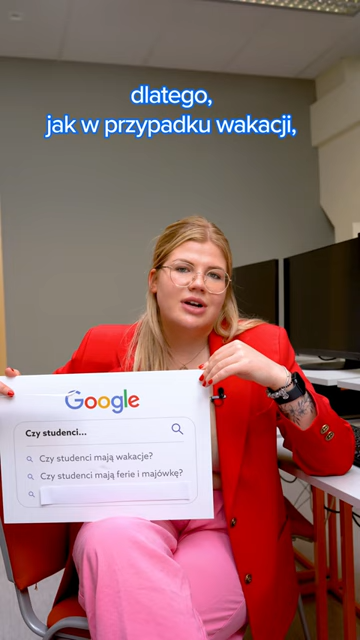 dlatego,
jak w przypadku wakacji,
Google
Czy studenci...
Czy studenci mają wakacje?
Czy studenci mają ferie i majówkę?